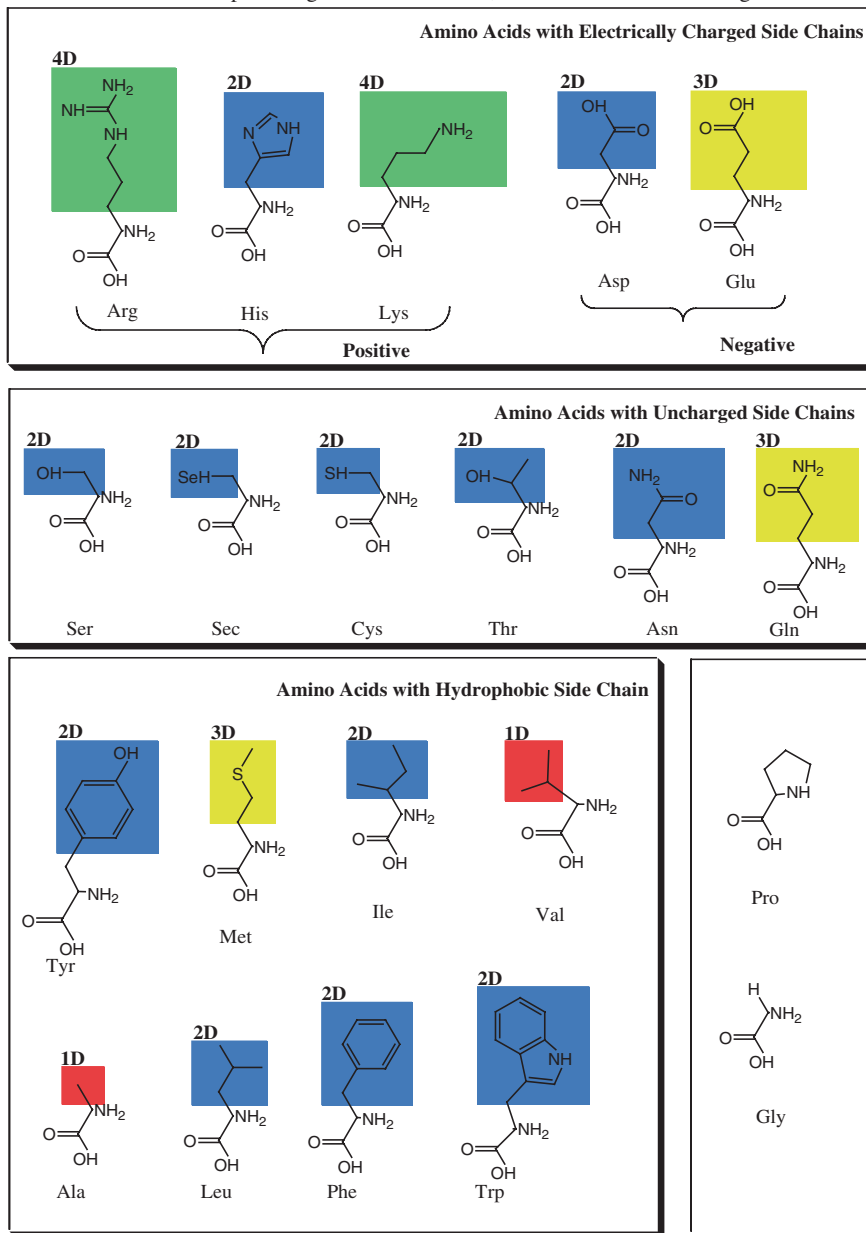 Amino Acids with Electrically Charged Side Chains
4D 2D 4D 2D 3D
NH2
NH
NH
N NH
NH2
OH
O
OH
O
NH2
O
OH
NH2
O
OH
NH2
O
OH
NH2
O
OH
NH2
O
OH
Arg His Lys Asp Glu
Positive Negative
Amino Acids with Uncharged Side Chains
2D 2D 2D 2D 2D 3D
OH
NH2
O
OH
SeH
NH2
O
OH
SH
NH2
O
OH
OH
NH2
O
OH
NH2
O
NH2
O
OH
NH2
O
NH2
O
OH
Ser Sec Cys Thr Asn Gln
Amino Acids with Hydrophobic Side Chain
2D 3D 2D 1D
OH
NH2
O
OH
S
NH2
O
OH
NH2
O
OH
NH2
O
OH
Tyr Met Ile Val
1D 2D 2D 2D
NH2
O
OH
NH2
O
OH
NH2
O
OH
NH
NH2
O
OH
Ala Leu Phe Trp
NH
O
OH
Pro
H
NH2
O
OH
Gly